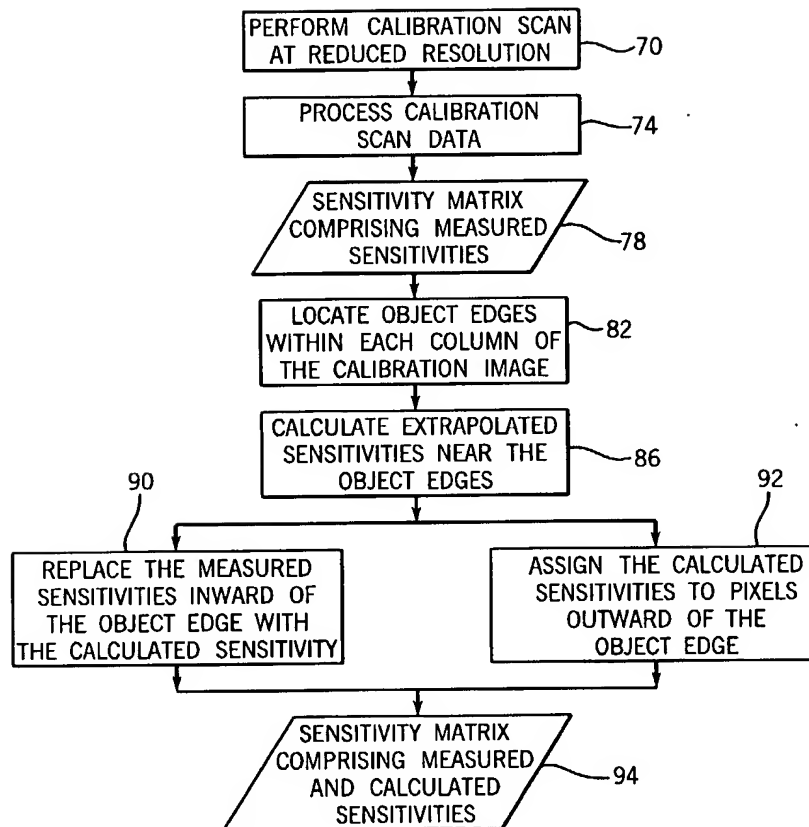 PERFORM CALIBRATION SCAN
AT REDUCED RESOLUTION
70
PROCESS CALIBRATION
SCAN DATA
74
SENSITIVITY MATRIX
COMPRISING MEASURED
SENSITIVITIES
78
LOCATE OBJECT EDGES
WITHIN EACH COLUMN OF
THE CALIBRATION IMAGE
82
CALCULATE EXTRAPOLATED
SENSITIVITIES NEAR THE
OBJECT EDGES
86
90
REPLACE THE MEASURED
SENSITIVITIES INWARD OF
THE OBJECT EDGE WITH
THE CALCULATED SENSITIVITY
92
ASSIGN THE CALCULATED
SENSITIVITIES TO PIXELS
OUTWARD OF THE
OBJECT EDGE
SENSITIVITY MATRIX
COMPRISING MEASURED
AND CALCULATED
SENSITIVITIES
94